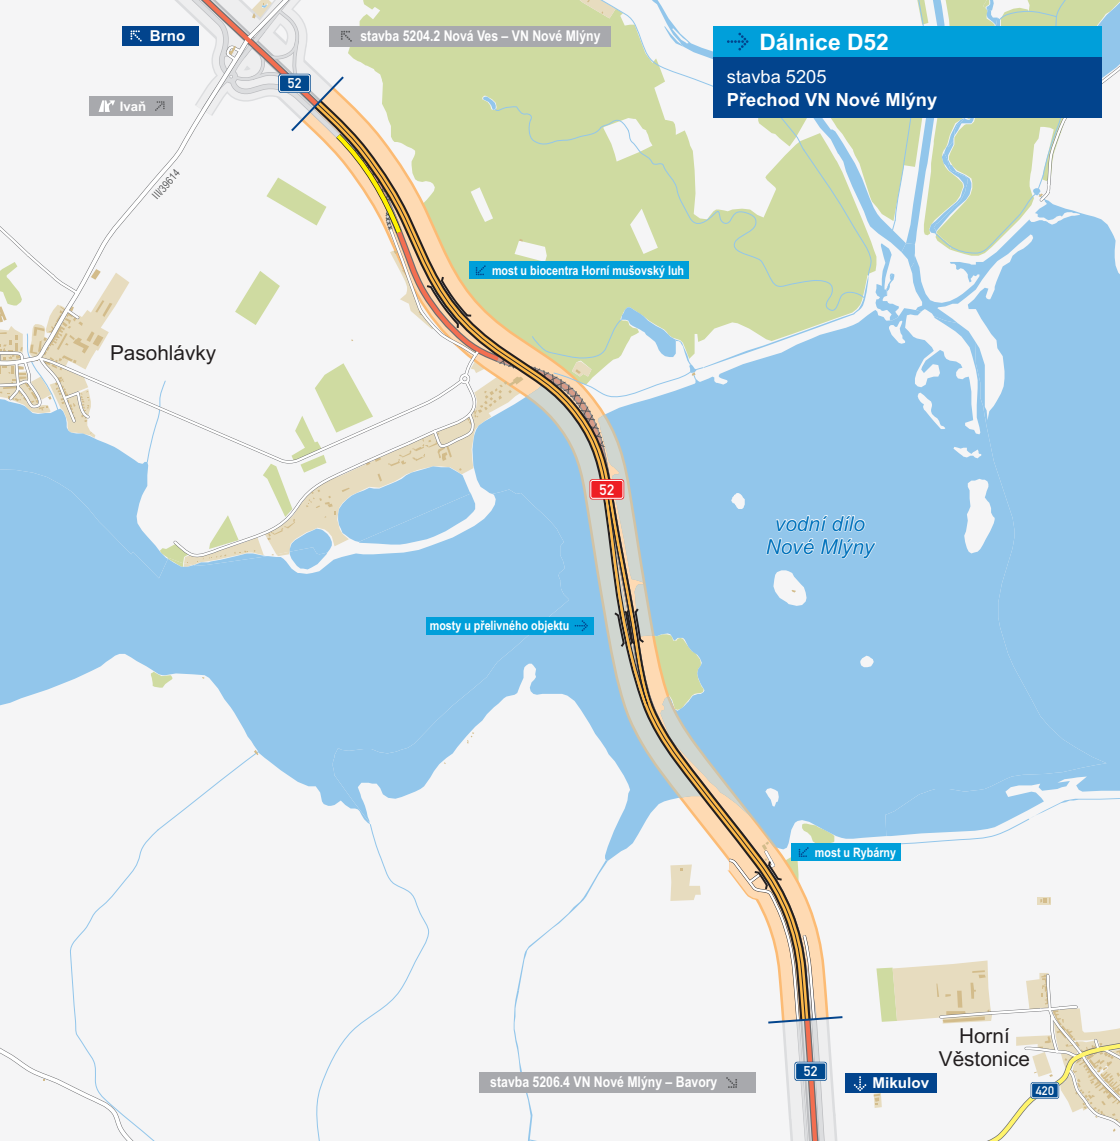 Brno
stavba 5204.2 Nová Ves – VN Nové Mlýny
Dálnice D52
stavba 5205
Přechod VN Nové Mlýny
52
Ivaň
III/39614
most u biocentra Horní mušovský luh
Pasohlávky
52
vodní dílo
Nové Mlýny
mosty u přelivného objektu
most u Rybárny
Horní
Věstonice
52
stavba 5206.4 VN Nové Mlýny – Bavory
Mikulov
420